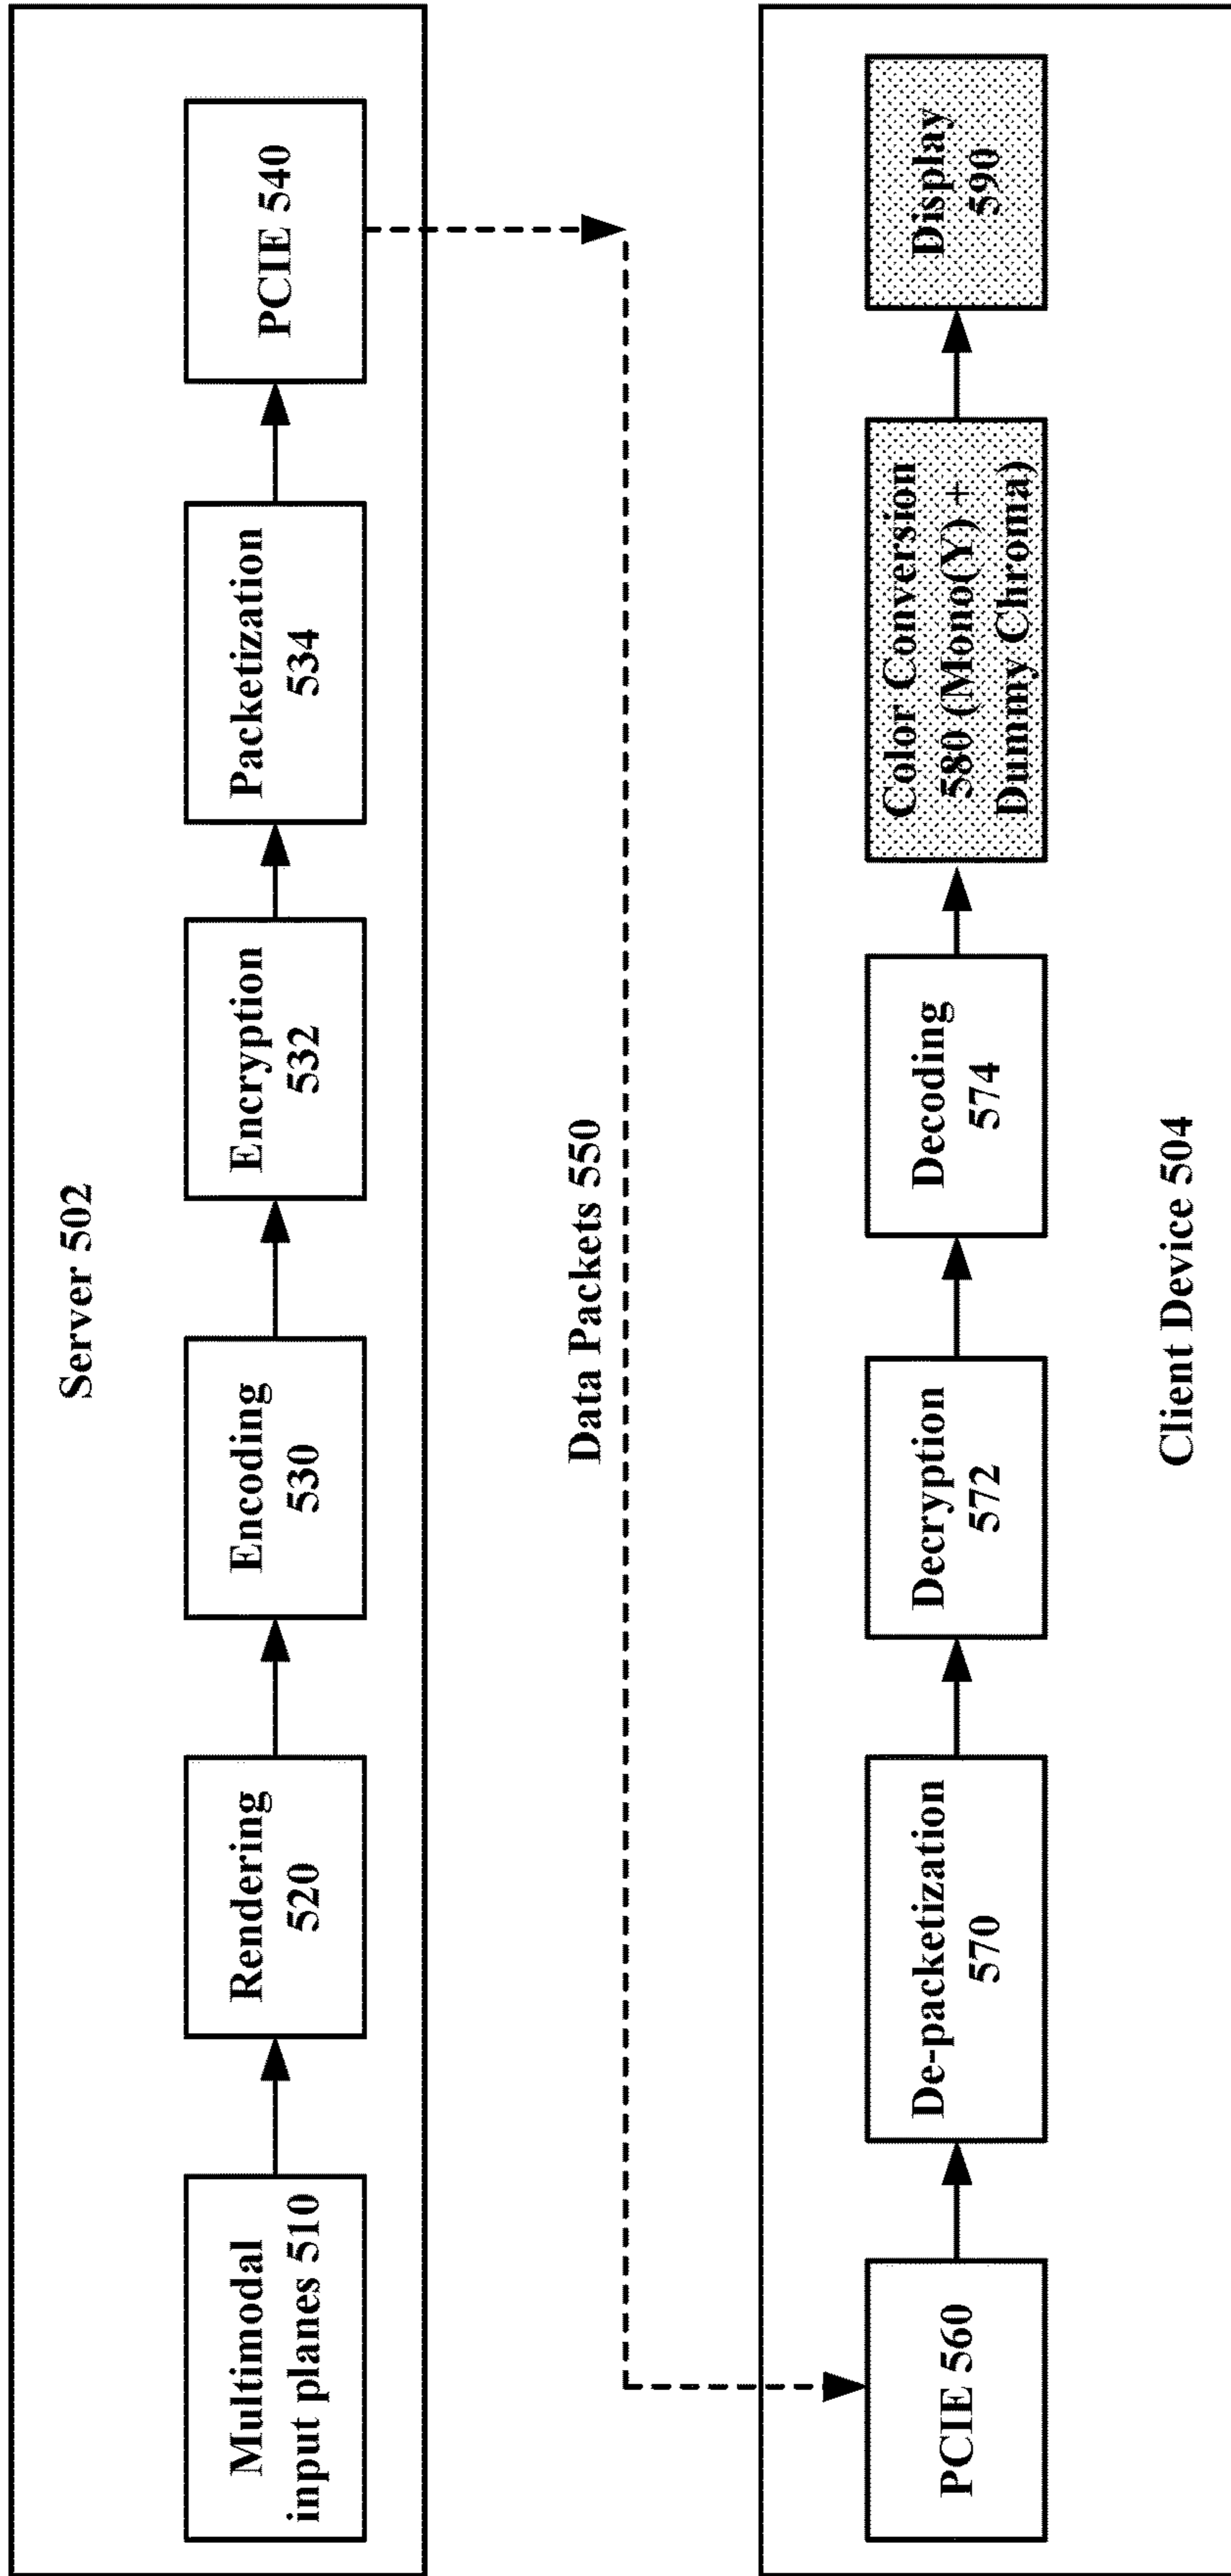 Server 502
Multimodal
input planes 510
Rendering
520
Encoding
530
Encryption
532
Packetization
534
PCIE 540
Data Packets 550
PCIE 560
De-packetization
570
Decryption
572
Decoding
574
Color Conversion
580 (Mono(Y) +
Dummy Chroma)
Display
590
Client Device 504